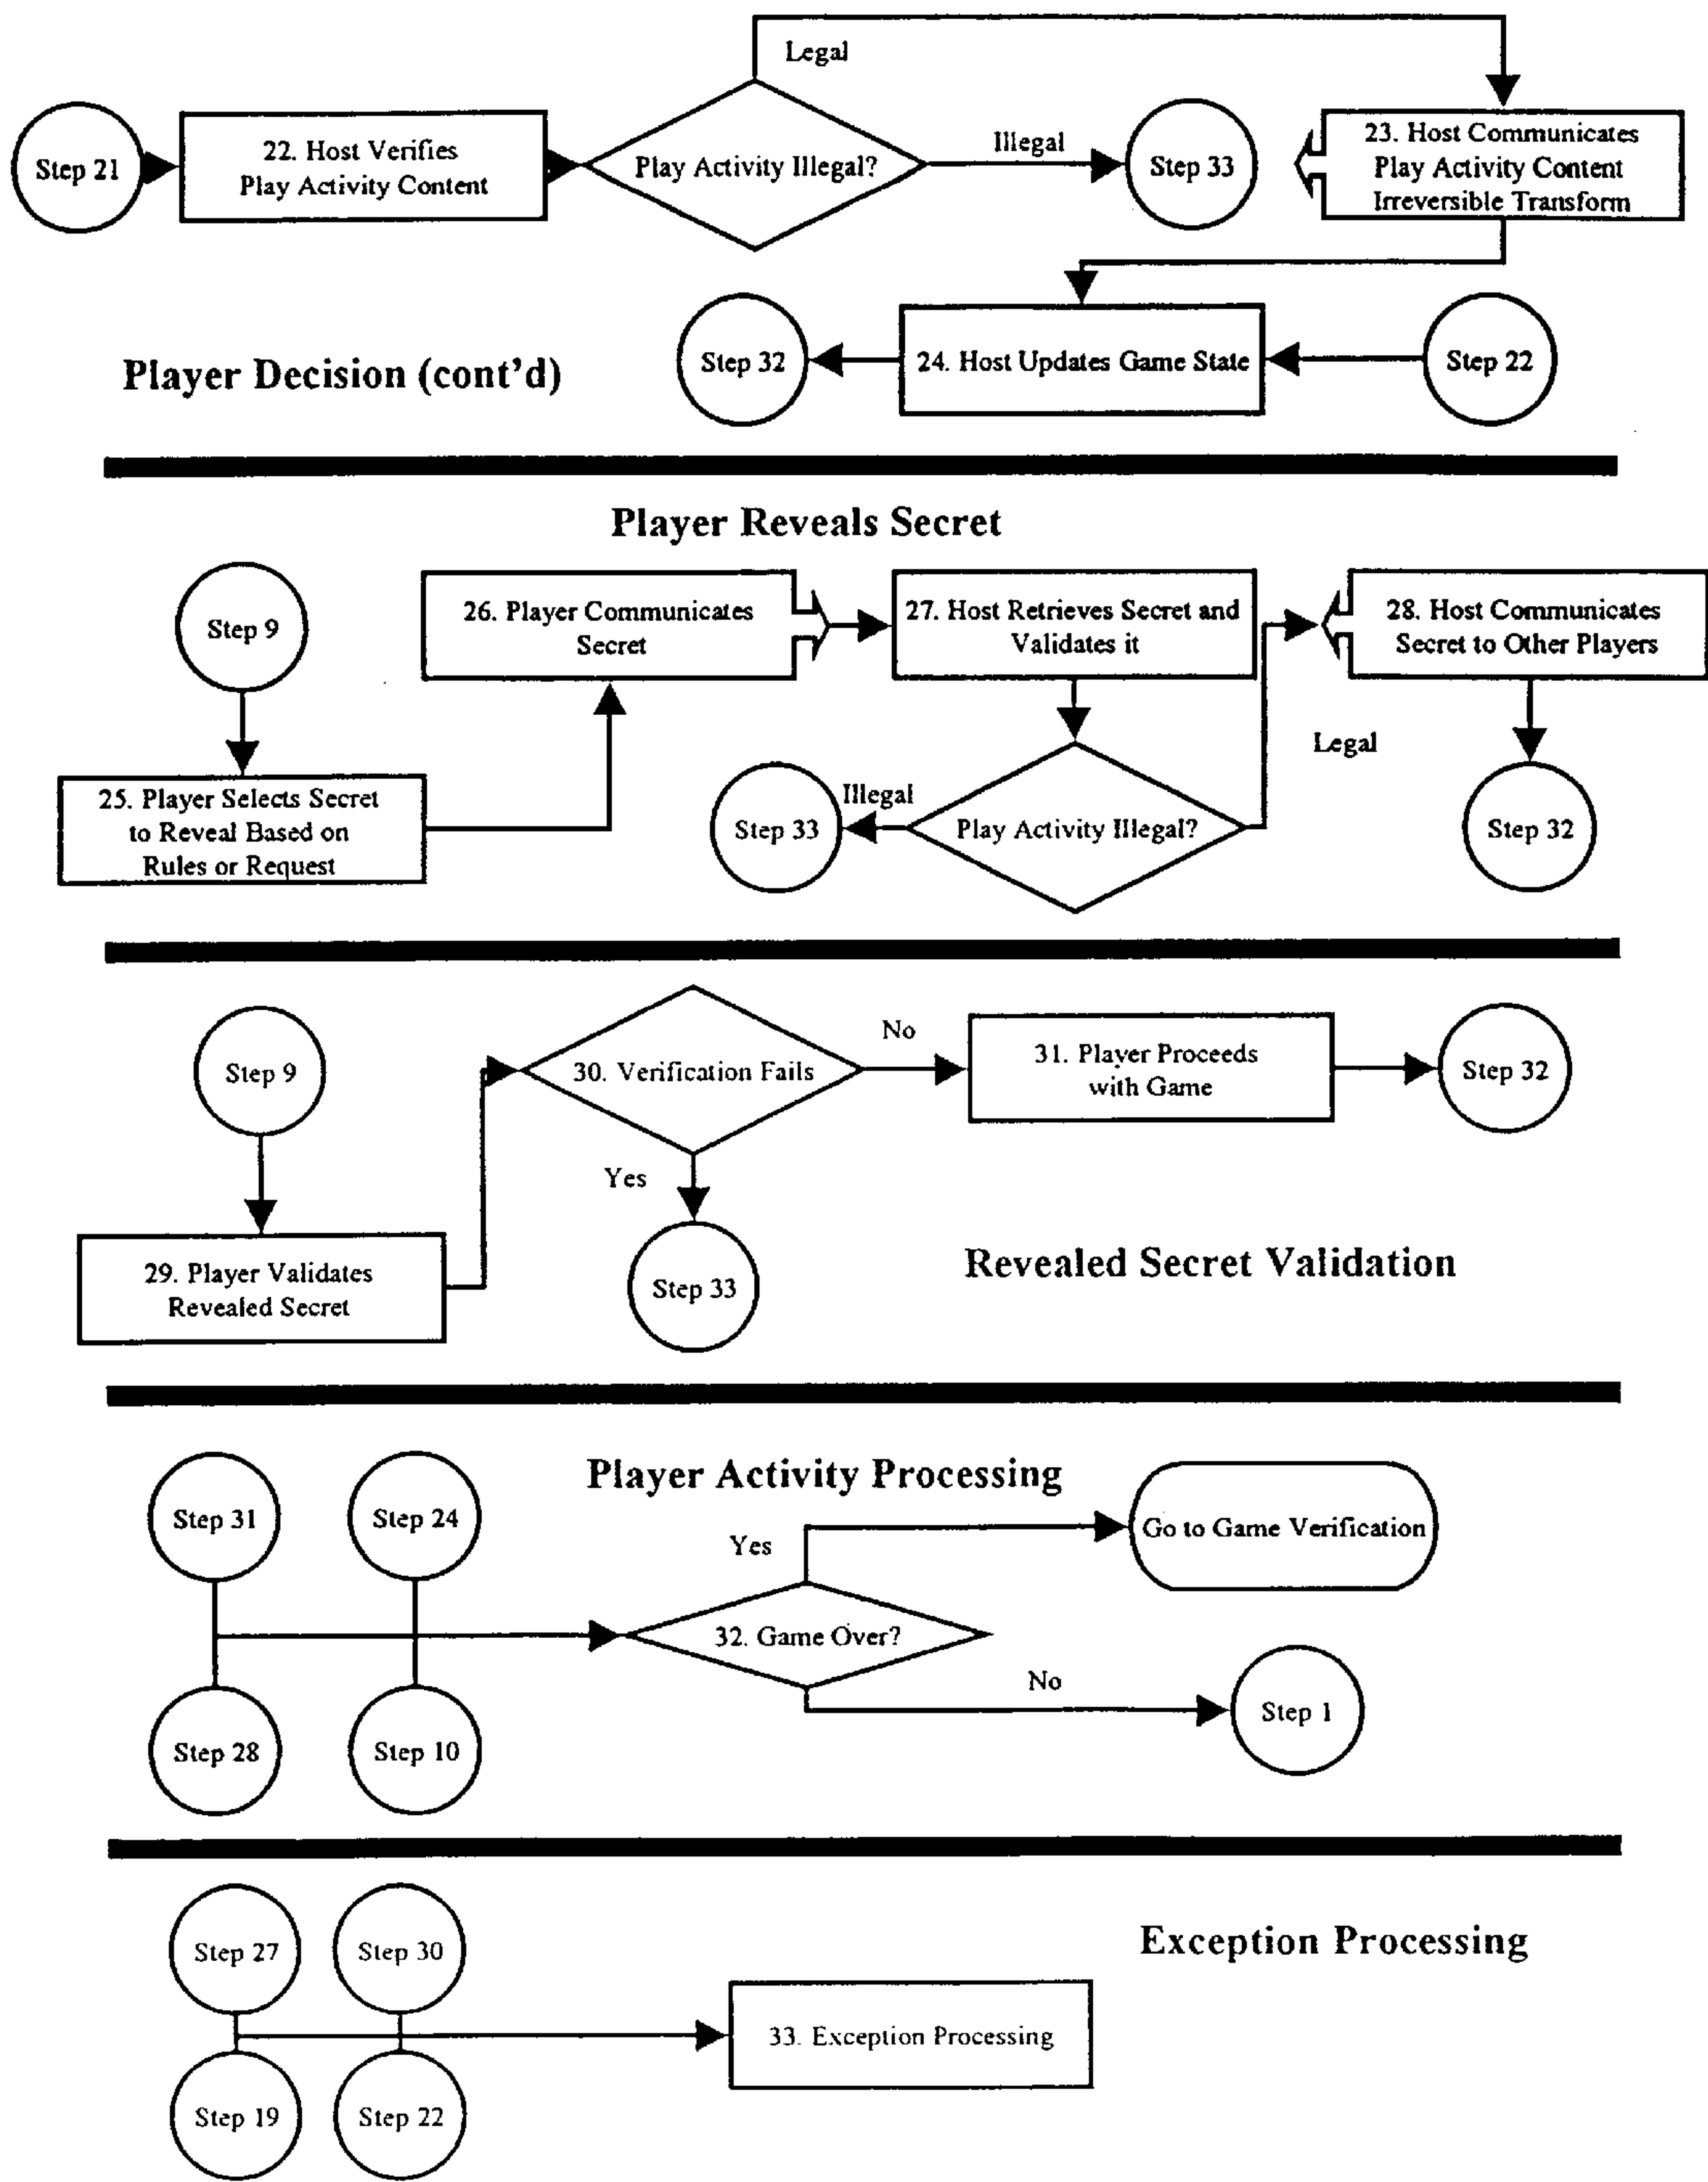 Legal
Step 21
22. Host Verifies
Play Activity Content
Play Activity Illegal?
Illegal
Step 33
23. Host Communicates
Play Activity Content
Irreversible Transform
Player Decision (cont'd)
Step 32
24. Host Updates Game State
Step 22
Player Reveals Secret
Step 9
26. Player Communicates
Secret
27. Host Retrieves Secret and
Validates it
28. Host Communicates
Secret to Other Players
Legal
25. Player Selects Secret
to Reveal Based on
Rules or Request
Step 33
Illegal
Play Activity Illegal?
Step 32
Step 9
30. Verification Fails
No
31. Player Proceeds
with Game
Step 32
Yes
29. Player Validates
Revealed Secret
Step 33
Revealed Secret Validation
Player Activity Processing
Step 31
Step 24
Yes
Go to Game Verification
32. Game Over?
No
Step 1
Step 28
Step 10
Exception Processing
Step 27
Step 30
33. Exception Processing
Step 19
Step 22